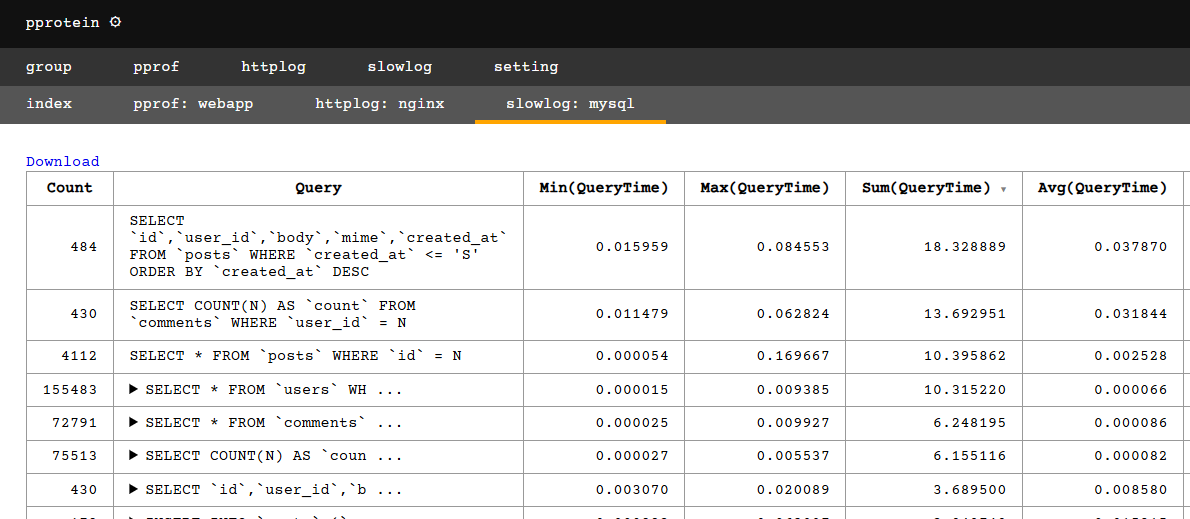 pprotein ⚙
group pprof httplog slowlog setting
index pprof: webapp httplog: nginx slowlog: mysql
Download
Count Query Min(QueryTime) Max(QueryTime) Sum(QueryTime) ▼ Avg(QueryTime)
SELECT
`id`,`user_id`,`body`,`mime`,`created_at`
484 FROM `posts` WHERE `created_at` <= 'S' 0.015959 0.084553 18.328889 0.037870
ORDER BY `created_at` DESC
SELECT COUNT(N) AS `count` FROM
430 `comments` WHERE `user_id` = N 0.011479 0.062824 13.692951 0.031844
4112 SELECT * FROM `posts` WHERE `id` = N 0.000054 0.169667 10.395862 0.002528
155483 ▶ SELECT * FROM `users` WH ... 0.000015 0.009385 10.315220 0.000066
72791 ▶ SELECT * FROM `comments` ... 0.000025 0.009927 6.248195 0.000086
75513 ▶ SELECT COUNT(N) AS `coun ... 0.000027 0.005537 6.155116 0.000082
430 ▶ SELECT `id`,`user_id`,`b ... 0.003070 0.020089 3.689500 0.008580